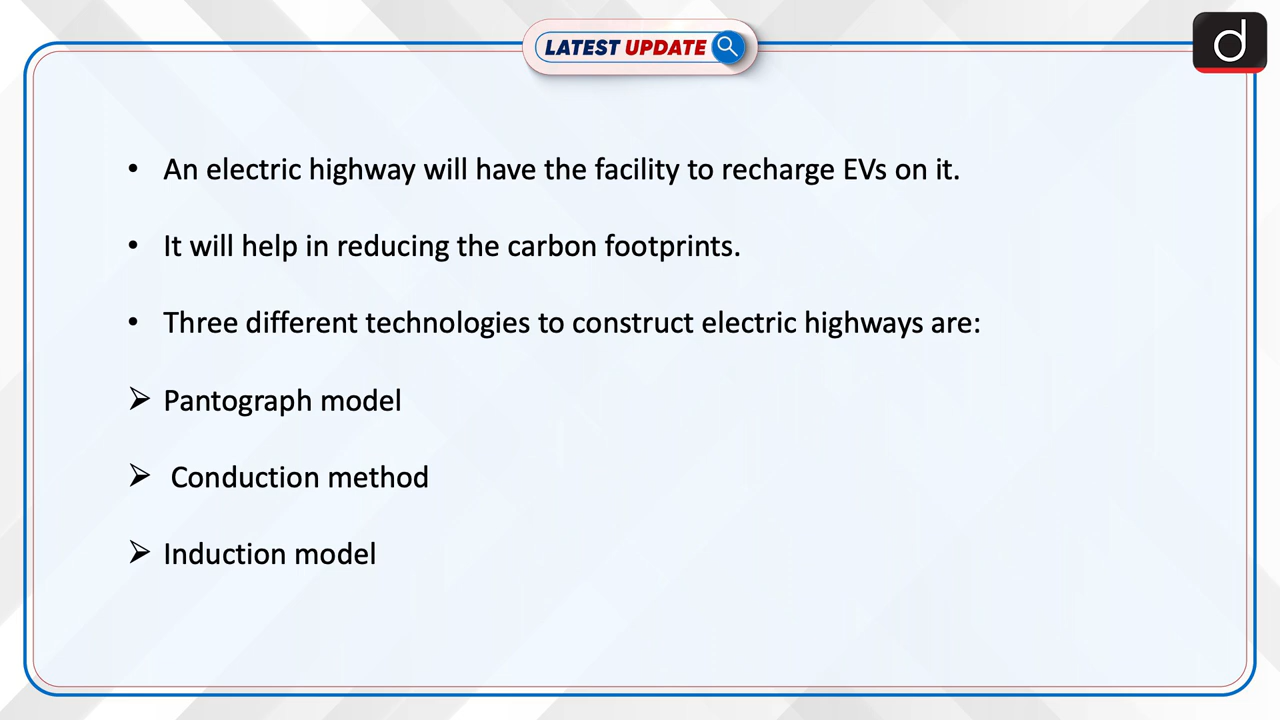 LATEST UPDATE
d
• An electric highway will have the facility to recharge EVs on it.
• It will help in reducing the carbon footprints.
• Three different technologies to construct electric highways are:
➢ Pantograph model
➢ Conduction method
➢ Induction model